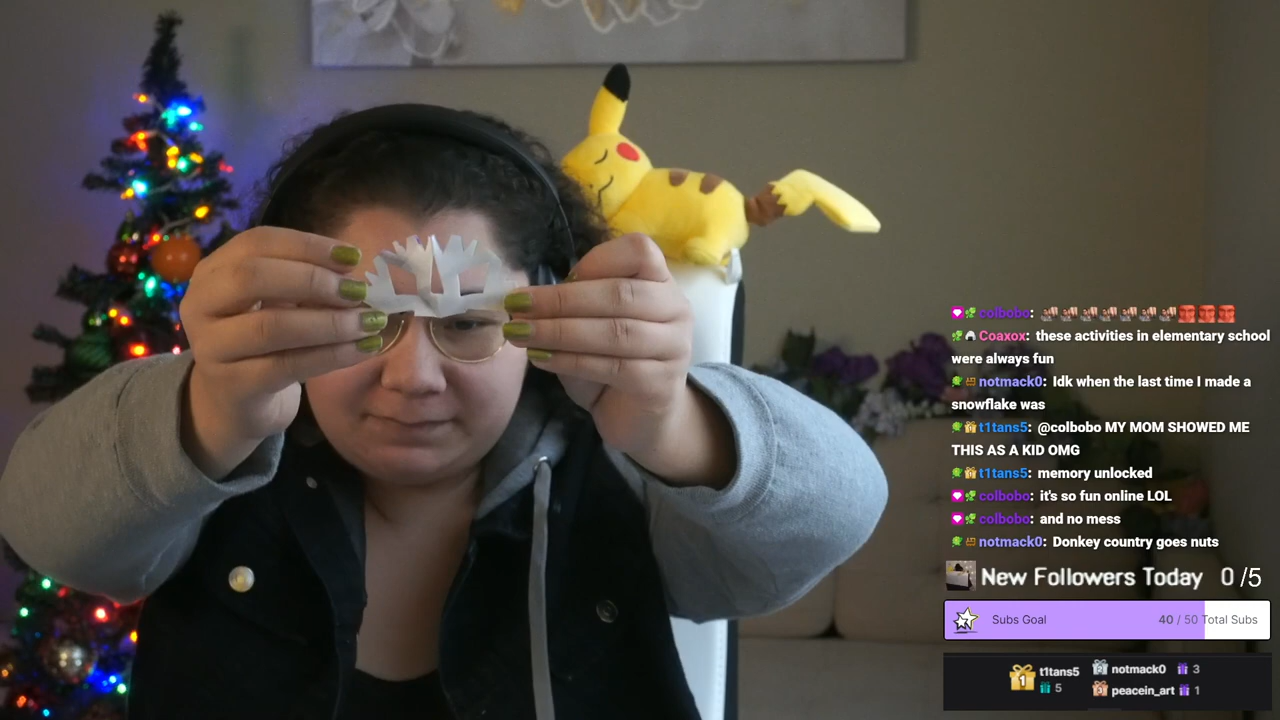 colbobo:
Coaxox: these activities in elementary school
were always fun
notmack0: Idk when the last time I made a
snowflake was
t1tans5: @colbobo MY MOM SHOWED ME
THIS AS A KID OMG
t1tans5: memory unlocked
colbobo: it's so fun online LOL
colbobo: and no mess
notmack0: Donkey country goes nuts
New Followers Today 0 /5
Subs Goal 40 / 50 Total Subs
1 t1tans5 5
2 notmack0 3
3 peacein_art 1